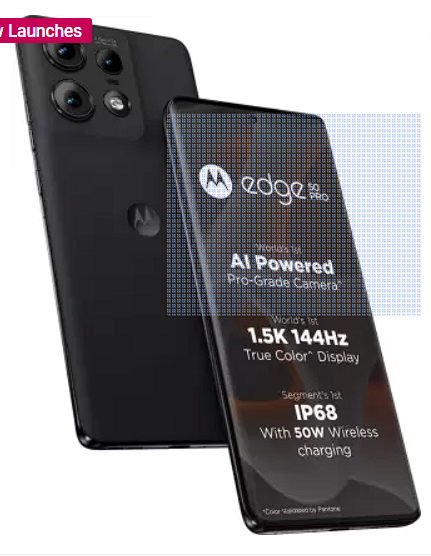 Launches
edge 50 PRO
World's 1st
AI Powered
Pro-Grade Camera^
World's 1st
1.5K 144Hz
True Color^ Display
Segment's 1st
IP68
With 50W Wireless
charging
^Color Validated by Pantone